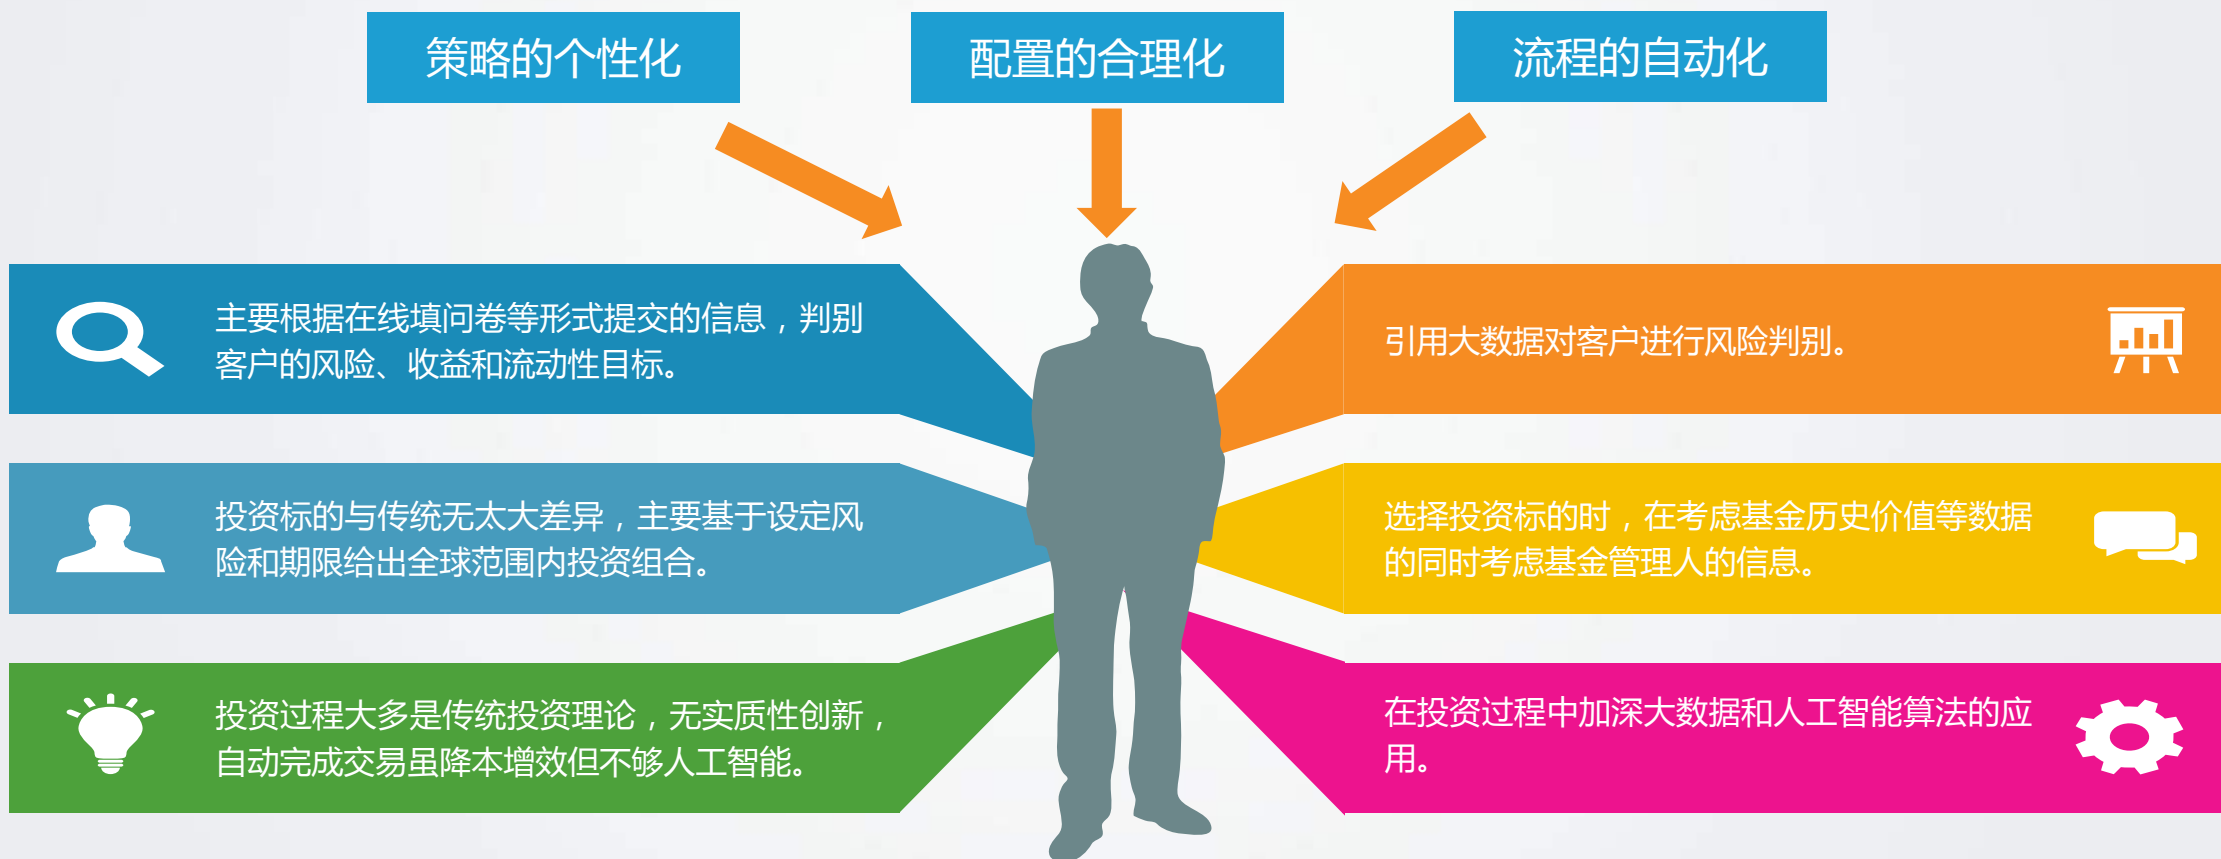 策略的个性化
配置的合理化
流程的自动化
主要根据在线填问卷等形式提交的信息，判别
客户的风险、收益和流动性目标。
引用大数据对客户进行风险判别。
投资标的与传统无太大差异，主要基于设定风
险和期限给出全球范围内投资组合。
选择投资标的时，在考虑基金历史价值等数据
的同时考虑基金管理人的信息。
投资过程大多是传统投资理论，无实质性创新，
自动完成交易虽降本增效但不够人工智能。
在投资过程中加深大数据和人工智能算法的应
用。